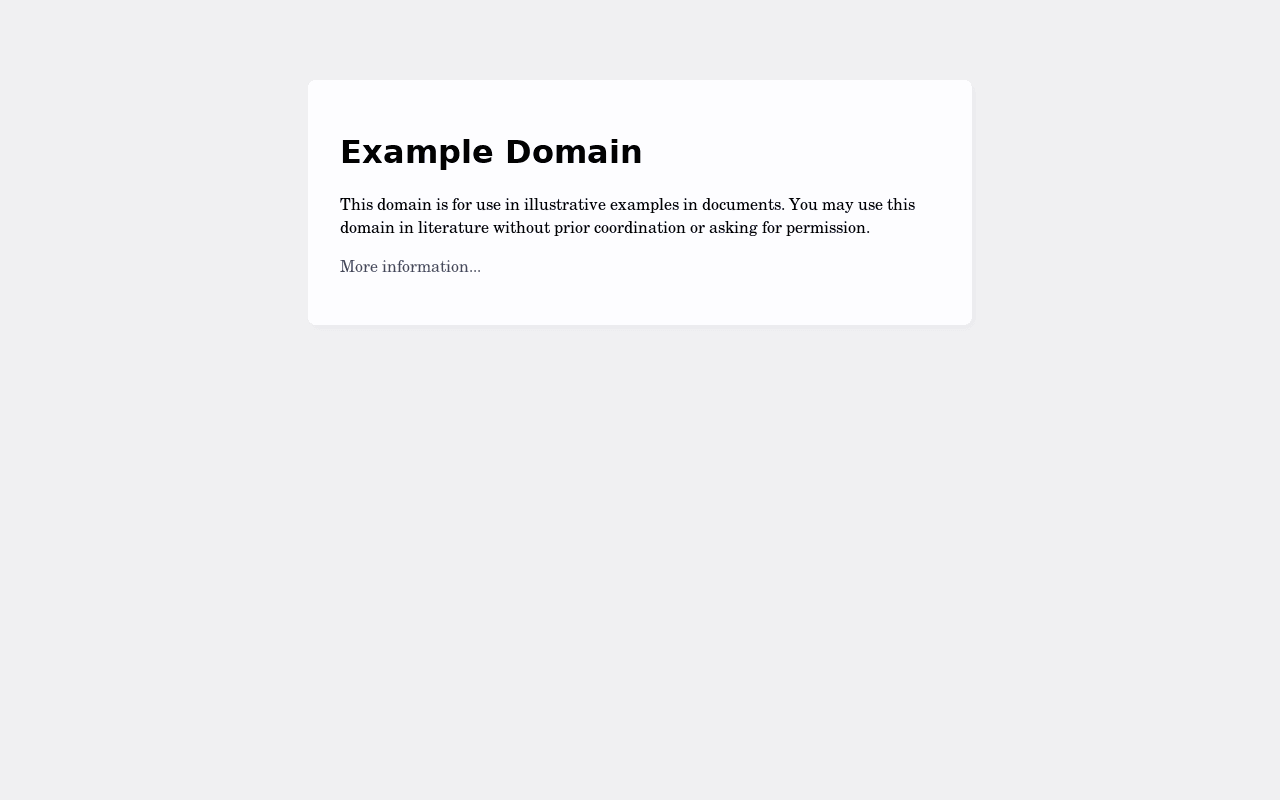 Example Domain
This domain is for use in illustrative examples in documents. You may use this
domain in literature without prior coordination or asking for permission.
More information...